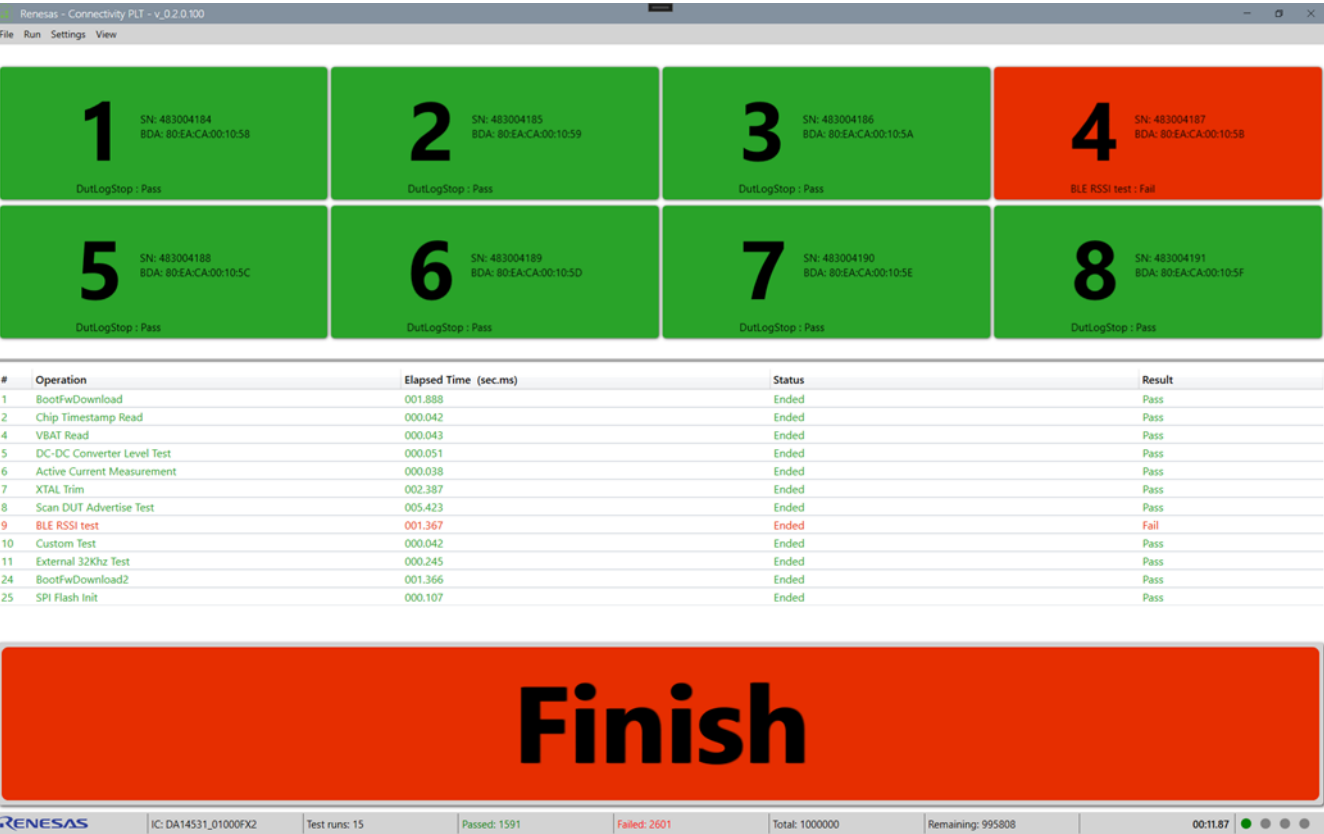 Renesas - Connectivity PLT - v_0.2.0.100
File Run Settings View
1
SN: 483004184
BDA: 80:EA:CA:00:10:58
DutLogStop : Pass
2
SN: 483004185
BDA: 80:EA:CA:00:10:59
DutLogStop : Pass
3
SN: 483004186
BDA: 80:EA:CA:00:10:5A
DutLogStop : Pass
4
SN: 483004187
BDA: 80:EA:CA:00:10:5B
BLE RSSI test : Fail
5
SN: 483004188
BDA: 80:EA:CA:00:10:5C
DutLogStop : Pass
6
SN: 483004189
BDA: 80:EA:CA:00:10:5D
DutLogStop : Pass
7
SN: 483004190
BDA: 80:EA:CA:00:10:5E
DutLogStop : Pass
8
SN: 483004191
BDA: 80:EA:CA:00:10:5F
DutLogStop : Pass
# Operation Elapsed Time (sec.ms) Status Result
1 BootFwDownload 001.888 Ended Pass
2 Chip Timestamp Read 000.042 Ended Pass
4 VBAT Read 000.043 Ended Pass
5 DC-DC Converter Level Test 000.051 Ended Pass
6 Active Current Measurement 000.038 Ended Pass
7 XTAL Trim 002.387 Ended Pass
8 Scan DUT Advertise Test 005.423 Ended Pass
9 BLE RSSI test 001.367 Ended Fail
10 Custom Test 000.042 Ended Pass
11 External 32Khz Test 000.245 Ended Pass
24 BootFwDownload2 001.366 Ended Pass
25 SPI Flash Init 000.107 Ended Pass
Finish
RENESAS IC: DA14531_01000FX2 Test runs: 15 Passed: 1591 Failed: 2601 Total: 1000000 Remaining: 995808 00:11.87